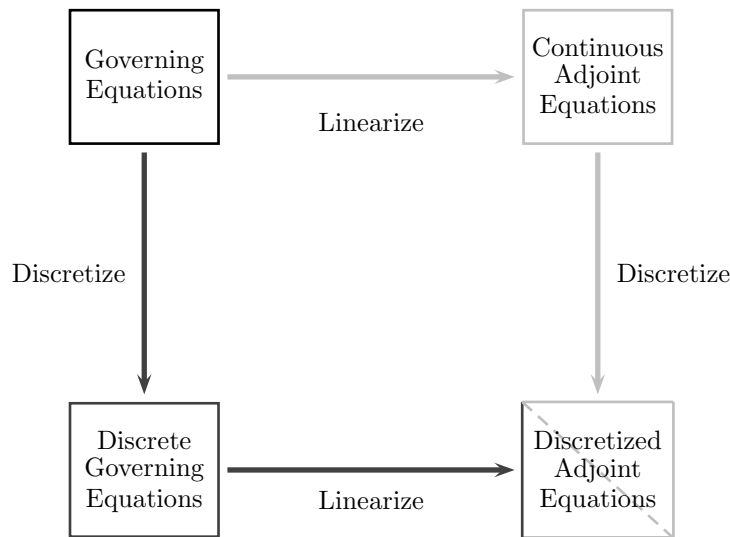 Governing
Equations
Continuous
Adjoint
Equations
Linearize
Discretize
Discretize
Discrete
Governing
Equations
Discretized
Adjoint
Equations
Linearize